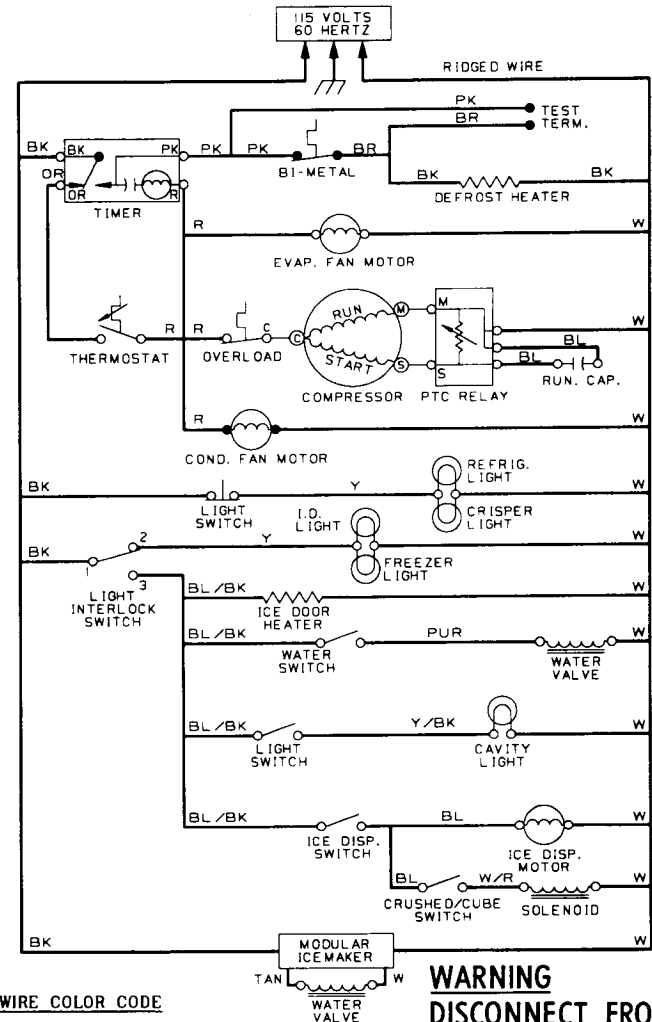 115 VOLTS
60 HERTZ
RIDGED WIRE
PK
TEST
BR
TERM.
BK
BK
PK
PK
PK
BR
OR
BI-METAL
BK
BK
OR
R
TIMER
DEFROST HEATER
R
W
EVAP. FAN MOTOR
RUN
M
M
R
R
C
C
W
BL
THERMOSTAT
OVERLOAD
START
S
S
BL
RUN. CAP.
COMPRESSOR
PTC RELAY
R
W
COND. FAN MOTOR
REFRIG.
LIGHT
BK
Y
W
LIGHT
SWITCH
I.D.
LIGHT
CRISPER
LIGHT
BK
2
Y
W
1
FREEZER
LIGHT
3
LIGHT
INTERLOCK
SWITCH
BL/BK
W
ICE DOOR
HEATER
BL/BK
PUR
W
WATER
SWITCH
WATER
VALVE
BL/BK
Y/BK
W
LIGHT
SWITCH
CAVITY
LIGHT
BL/BK
BL
W
ICE DISP.
SWITCH
ICE DISP.
MOTOR
BL
W/R
W
CRUSHED/CUBE
SWITCH
SOLENOID
BK
MODULAR
ICEMAKER
W
TAN
W
WATER
VALVE
WARNING
WIRE COLOR CODE
DISCONNECT FRO